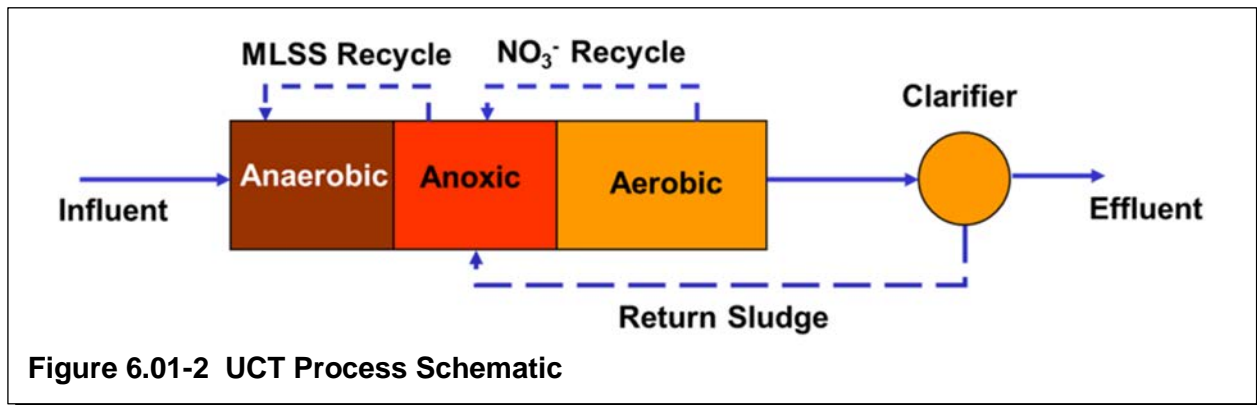 MLSS Recycle
NO₃⁻ Recycle
Clarifier
Anaerobic
Anoxic
Aerobic
Influent
Effluent
Return Sludge
Figure 6.01-2 UCT Process Schematic